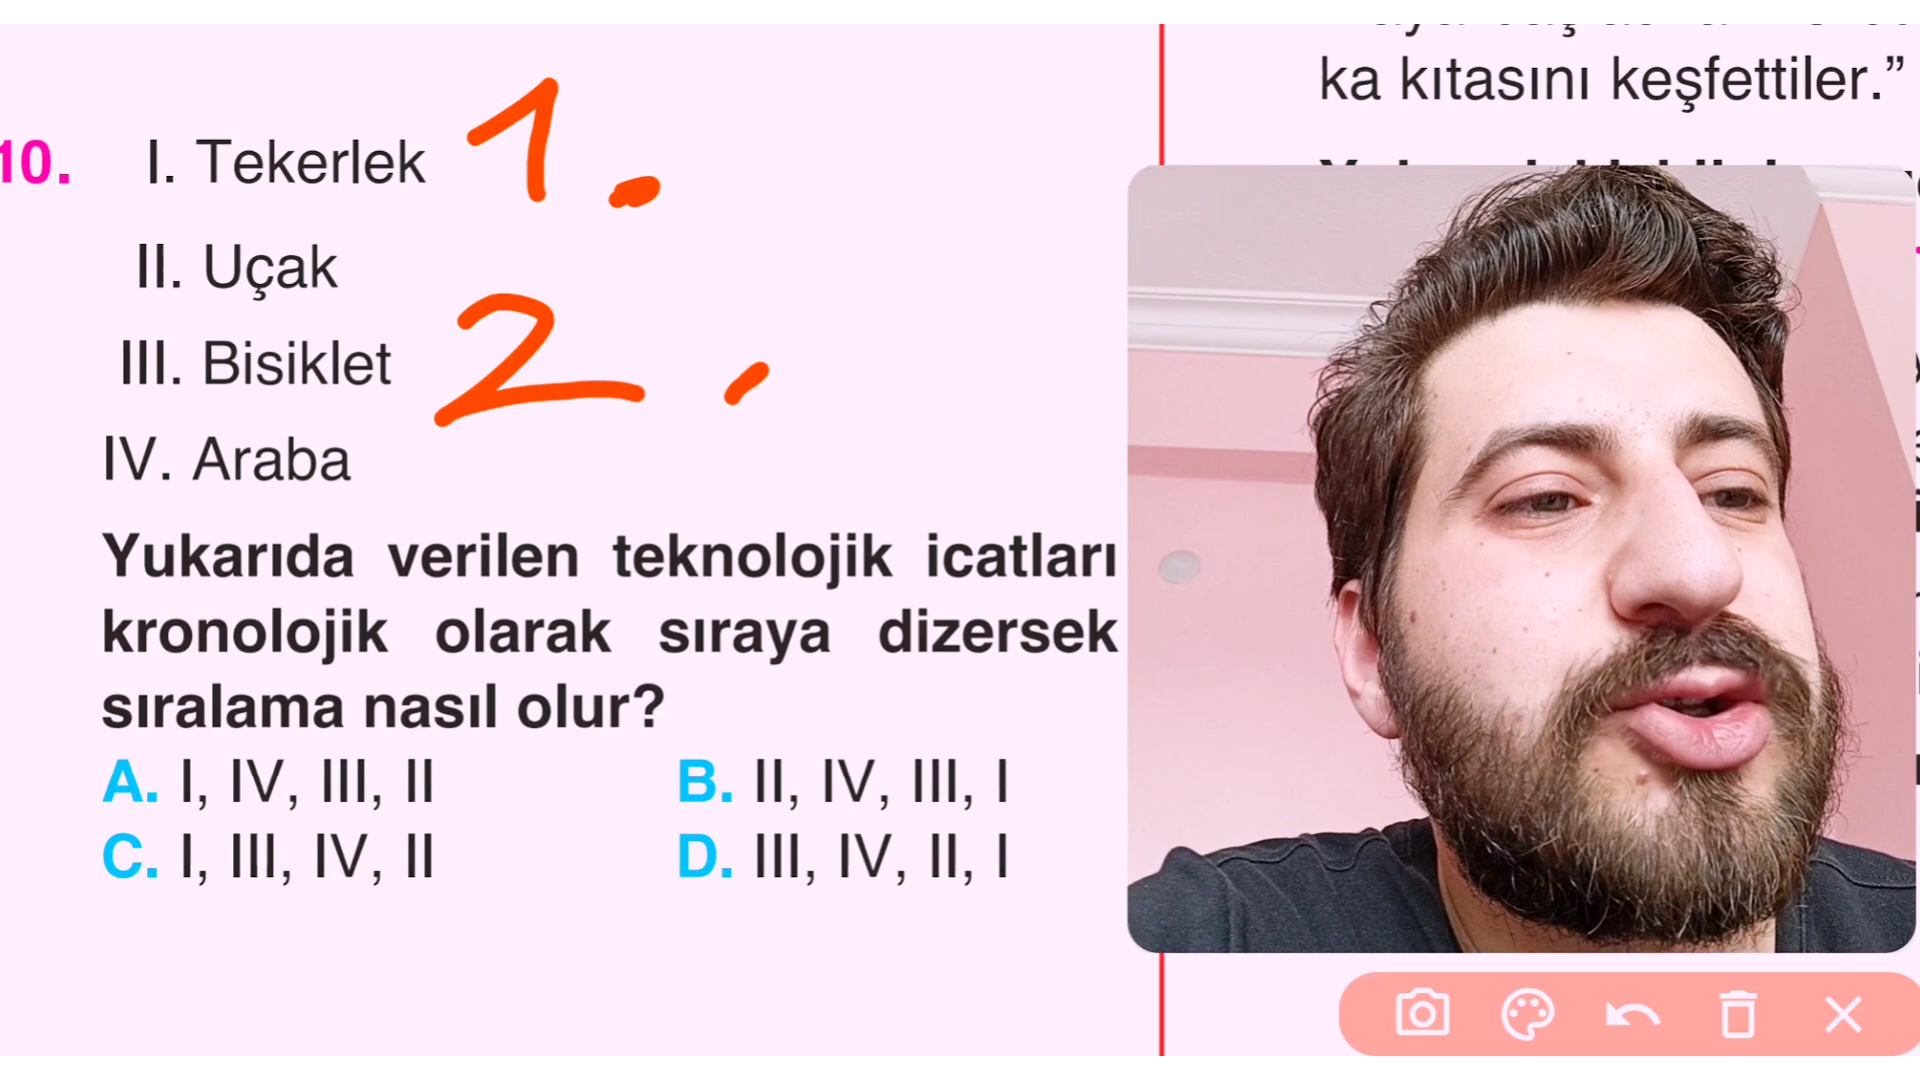 10. I. Tekerlek 1.
II. Uçak
III. Bisiklet 2.
IV. Araba
Yukarıda verilen teknolojik icatları
kronolojik olarak sıraya dizersek
sıralama nasıl olur?
A. I, IV, III, II B. II, IV, III, I
C. I, III, IV, II D. III, IV, II, I
ka kıtasını keşfettiler.”